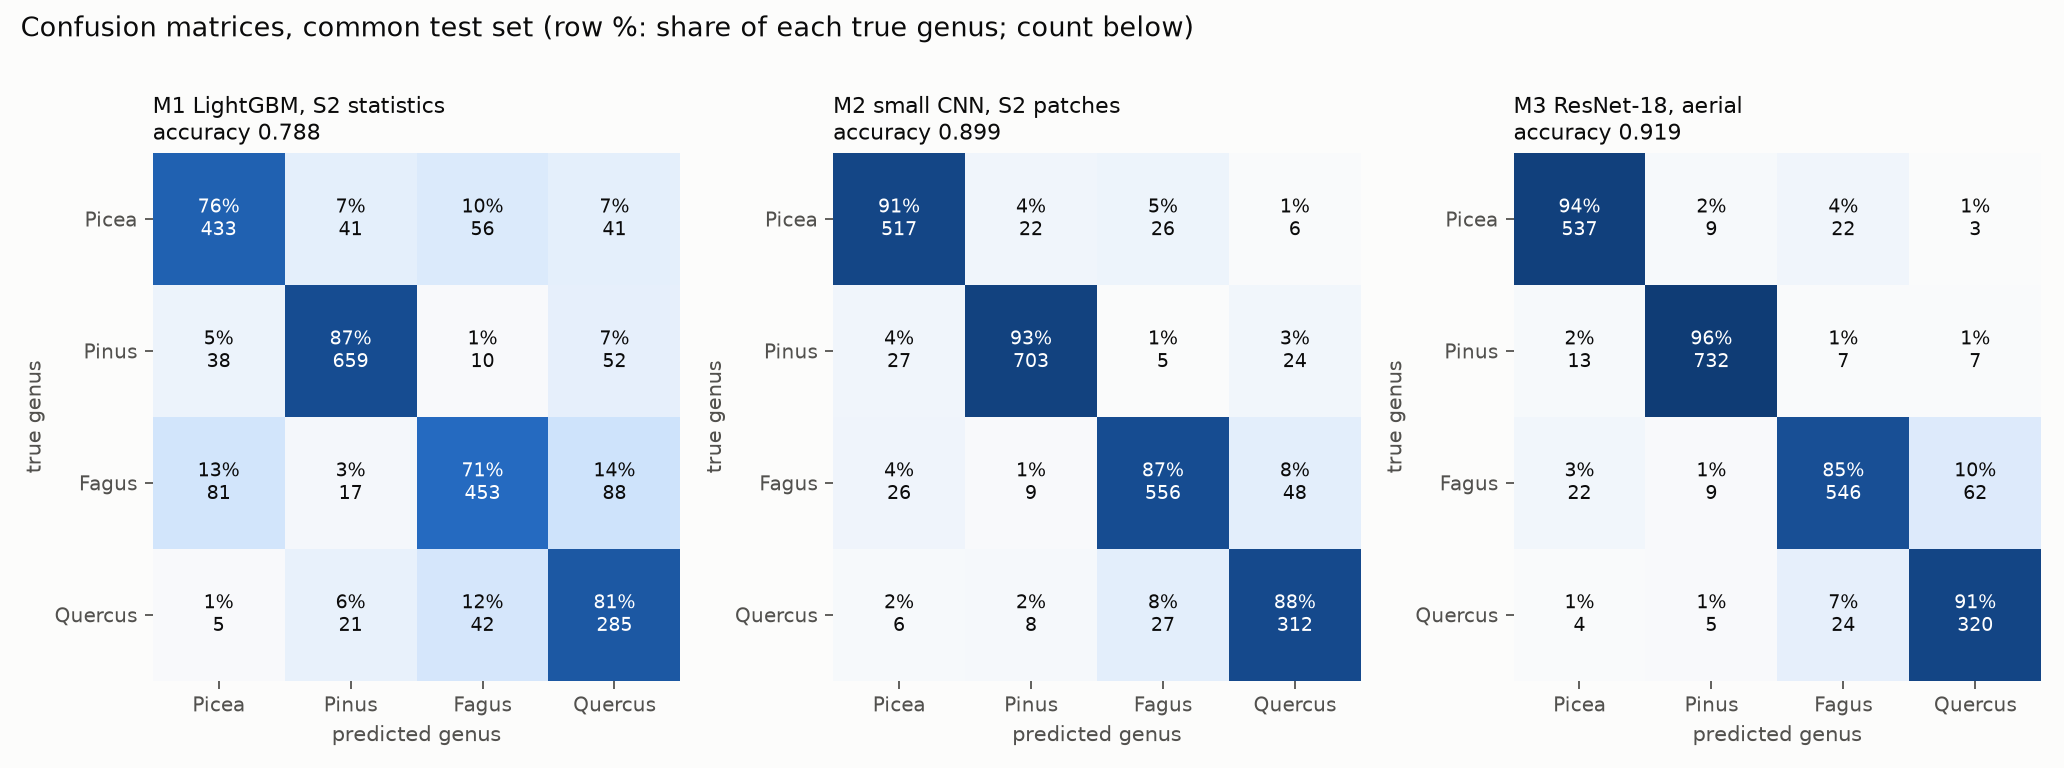 Confusion matrices, common test set (row %: share of each true genus; count below)
M1 LightGBM, S2 statistics
accuracy 0.788
true genus
Picea
76% 7% 10% 7%
433 41 56 41
Pinus
5% 87% 1% 7%
38 659 10 52
Fagus
13% 3% 71% 14%
81 17 453 88
Quercus
1% 6% 12% 81%
5 21 42 285
Picea Pinus Fagus Quercus
predicted genus
M2 small CNN, S2 patches
accuracy 0.899
true genus
Picea
91% 4% 5% 1%
517 22 26 6
Pinus
4% 93% 1% 3%
27 703 5 24
Fagus
4% 1% 87% 8%
26 9 556 48
Quercus
2% 2% 8% 88%
6 8 27 312
Picea Pinus Fagus Quercus
predicted genus
M3 ResNet-18, aerial
accuracy 0.919
true genus
Picea
94% 2% 4% 1%
537 9 22 3
Pinus
2% 96% 1% 1%
13 732 7 7
Fagus
3% 1% 85% 10%
22 9 546 62
Quercus
1% 1% 7% 91%
4 5 24 320
Picea Pinus Fagus Quercus
predicted genus